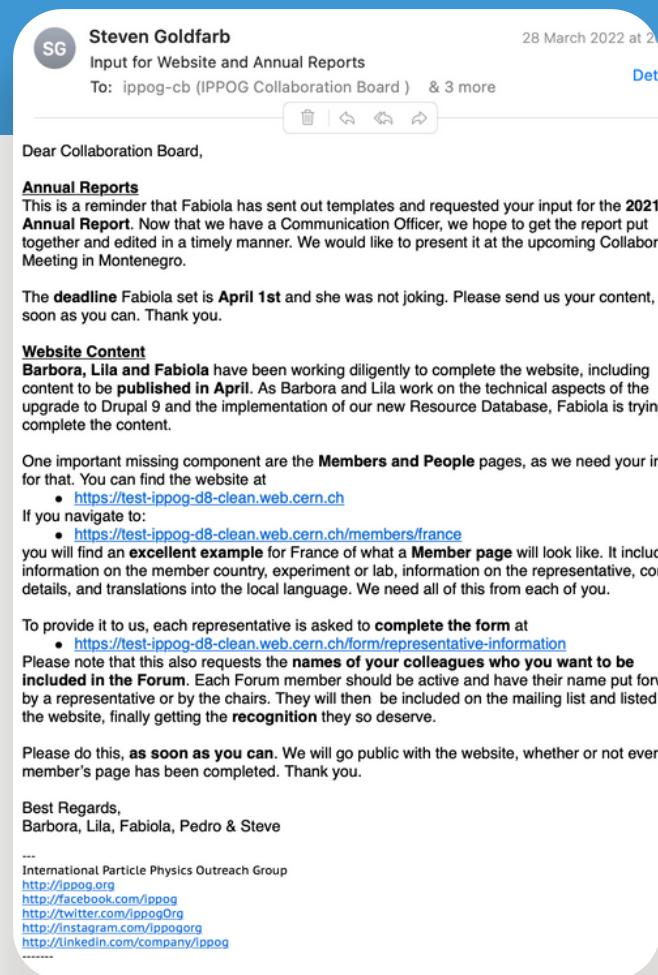 SG
Steven Goldfarb
28 March 2022 at
Input for Website and Annual Reports
To: ippog-cb (IPPOG Collaboration Board ) & 3 more
Dear Collaboration Board,
Annual Reports
This is a reminder that Fabiola has sent out templates and requested your input for the 2021
Annual Report. Now that we have a Communication Officer, we hope to get the report put
together and edited in a timely manner. We would like to present it at the upcoming
Meeting in Montenegro.
The deadline Fabiola set is April 1st and she was not joking. Please send us your content,
soon as you can. Thank you.
Website Content
Barbora, Lila and Fabiola have been working diligently to complete the website, including
content to be published in April. As Barbora and Lila work on the technical aspects of the
upgrade to Drupal 9 and the implementation of our new Resource Database, Fabiola is
complete the content.
One important missing component are the Members and People pages, as we need your
for that. You can find the website at
• https://test-ippog-d8-clean.web.cern.ch
If you navigate to:
• https://test-ippog-d8-clean.web.cern.ch/members/france
you will find an excellent example for France of what a Member page will look like. It
information on the member country, experiment or lab, information on the representative,
details, and translations into the local language. We need all of this from each of you.
To provide it to us, each representative is asked to complete the form at
• https://test-ippog-d8-clean.web.cern.ch/form/representative-information
Please note that this also requests the names of your colleagues who you want to be
included in the Forum. Each Forum member should be active and have their name put
by a representative or by the chairs. They will then be included on the mailing list and listed
the website, finally getting the recognition they so deserve.
Please do this, as soon as you can. We will go public with the website, whether or not
member's page has been completed. Thank you.
Best Regards,
Barbora, Lila, Fabiola, Pedro & Steve
---
International Particle Physics Outreach Group
http://ippog.org
http://facebook.com/ippog
http://twitter.com/ippogOrg
http://instagram.com/ippogorg
http://linkedin.com/company/ippog
-------